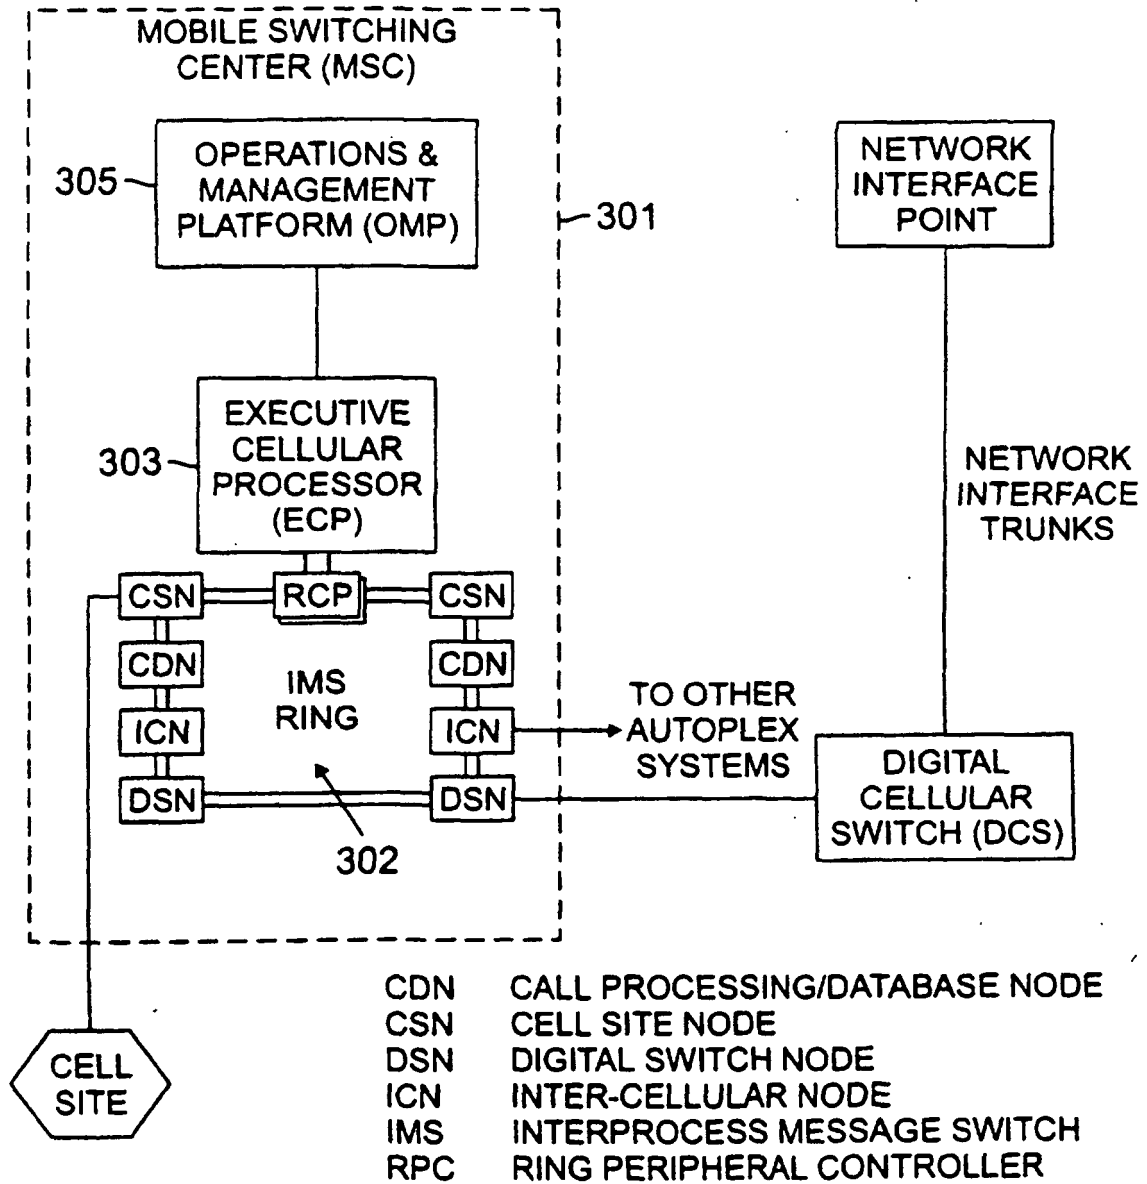 MOBILE SWITCHING
CENTER (MSC)
305
OPERATIONS &
MANAGEMENT
PLATFORM (OMP)
301
NETWORK
INTERFACE
POINT
303
EXECUTIVE
CELLULAR
PROCESSOR
(ECP)
NETWORK
INTERFACE
TRUNKS
CSN
RCP
CSN
CDN
CDN
IMS
RING
ICN
ICN
DSN
DSN
302
TO OTHER
AUTOPLEX
SYSTEMS
DIGITAL
CELLULAR
SWITCH (DCS)
CELL
SITE
CDN CALL PROCESSING/DATABASE NODE
CSN CELL SITE NODE
DSN DIGITAL SWITCH NODE
ICN INTER-CELLULAR NODE
IMS INTERPROCESS MESSAGE SWITCH
RPC RING PERIPHERAL CONTROLLER